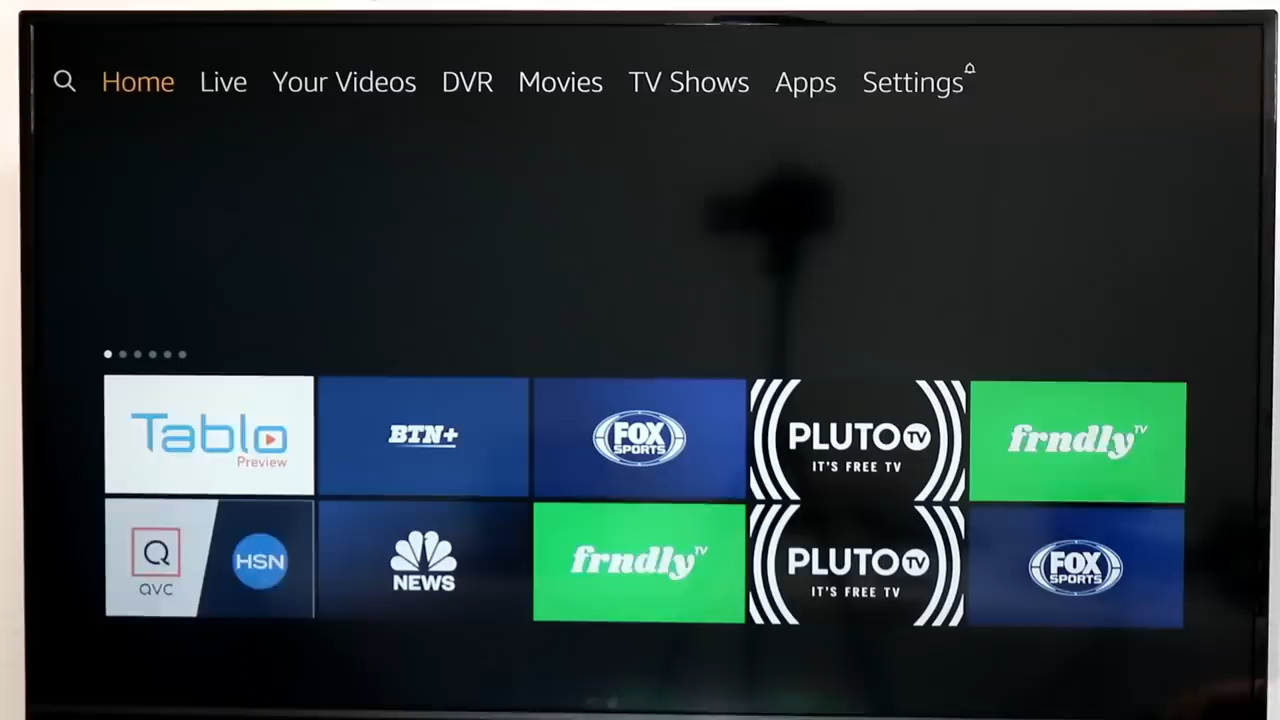 Home Live Your Videos DVR Movies TV Shows Apps Settings
Tablo
Preview
BTN+
FOX
SPORTS
PLUTO TV
IT'S FREE TV
frndly TV
Q
QVC
HSN
NEWS
frndly TV
PLUTO TV
IT'S FREE TV
FOX
SPORTS